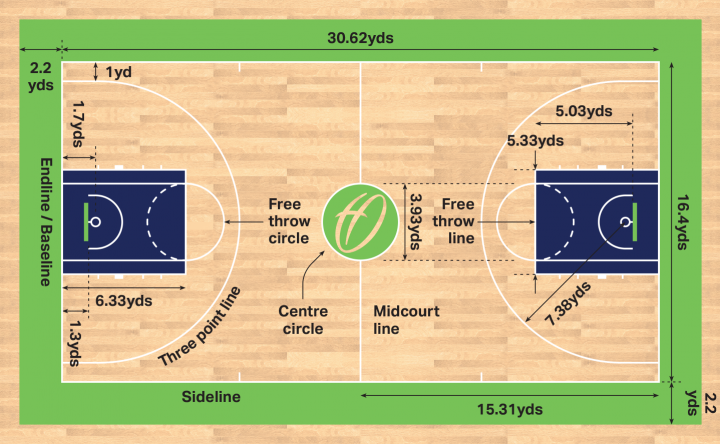 30.62yds
2.2
yds
1yd
1.7yds
5.03yds
5.33yds
Endline / Baseline
Free
throw
circle
3.93yds
Free
throw
line
16.4yds
6.33yds
1.3yds
Three point line
Centre
circle
Midcourt
line
7.38yds
Sideline
15.31yds
2.2
yds